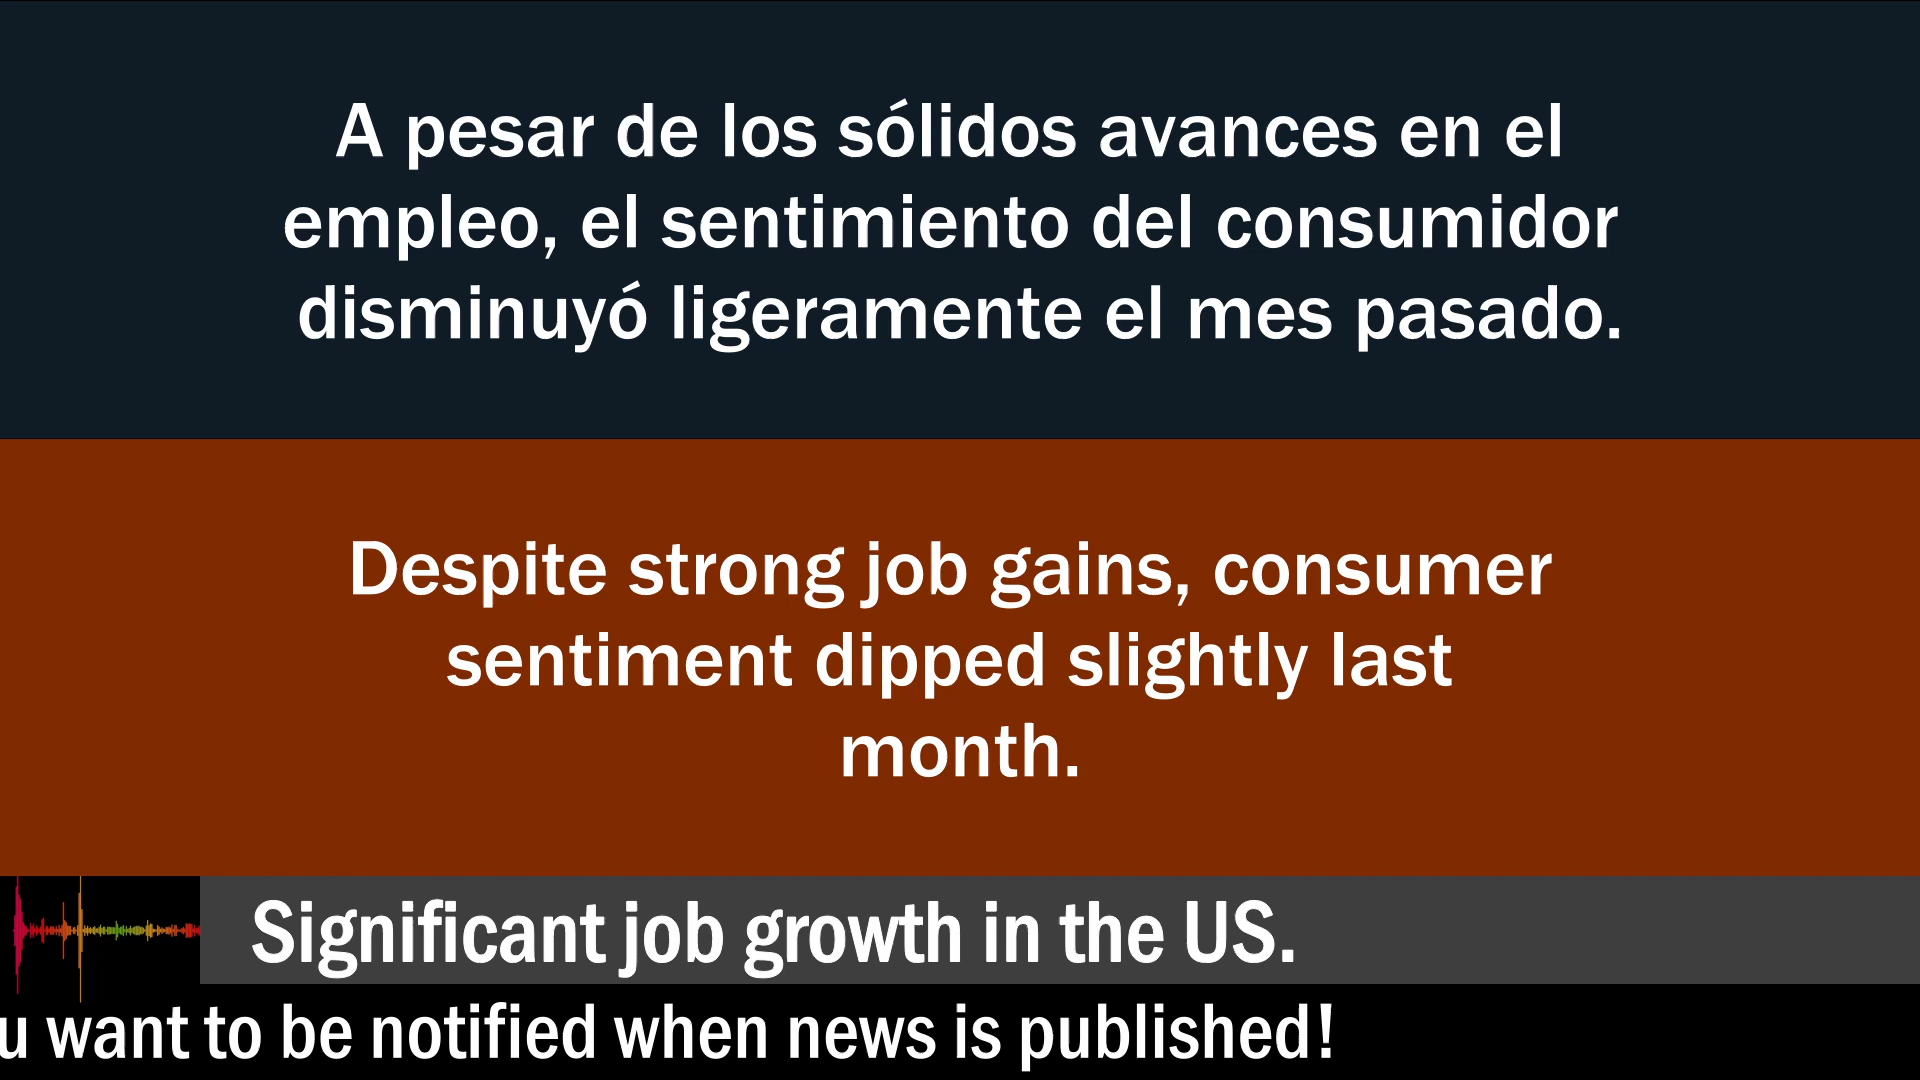 A pesar de los sólidos avances en el
empleo, el sentimiento del consumidor
disminuyó ligeramente el mes pasado.
Despite strong job gains, consumer
sentiment dipped slightly last
month.
Significant job growth in the US.
u want to be notified when news is published!